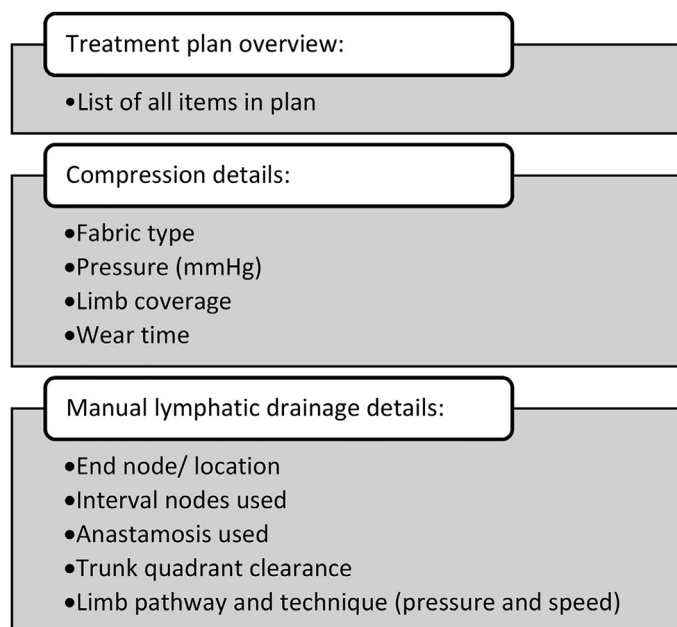 Treatment plan overview:
•List of all items in plan
Compression details:
•Fabric type
•Pressure (mmHg)
•Limb coverage
•Wear time
Manual lymphatic drainage details:
•End node/ location
•Interval nodes used
•Anastamosis used
•Trunk quadrant clearance
•Limb pathway and technique (pressure and speed)